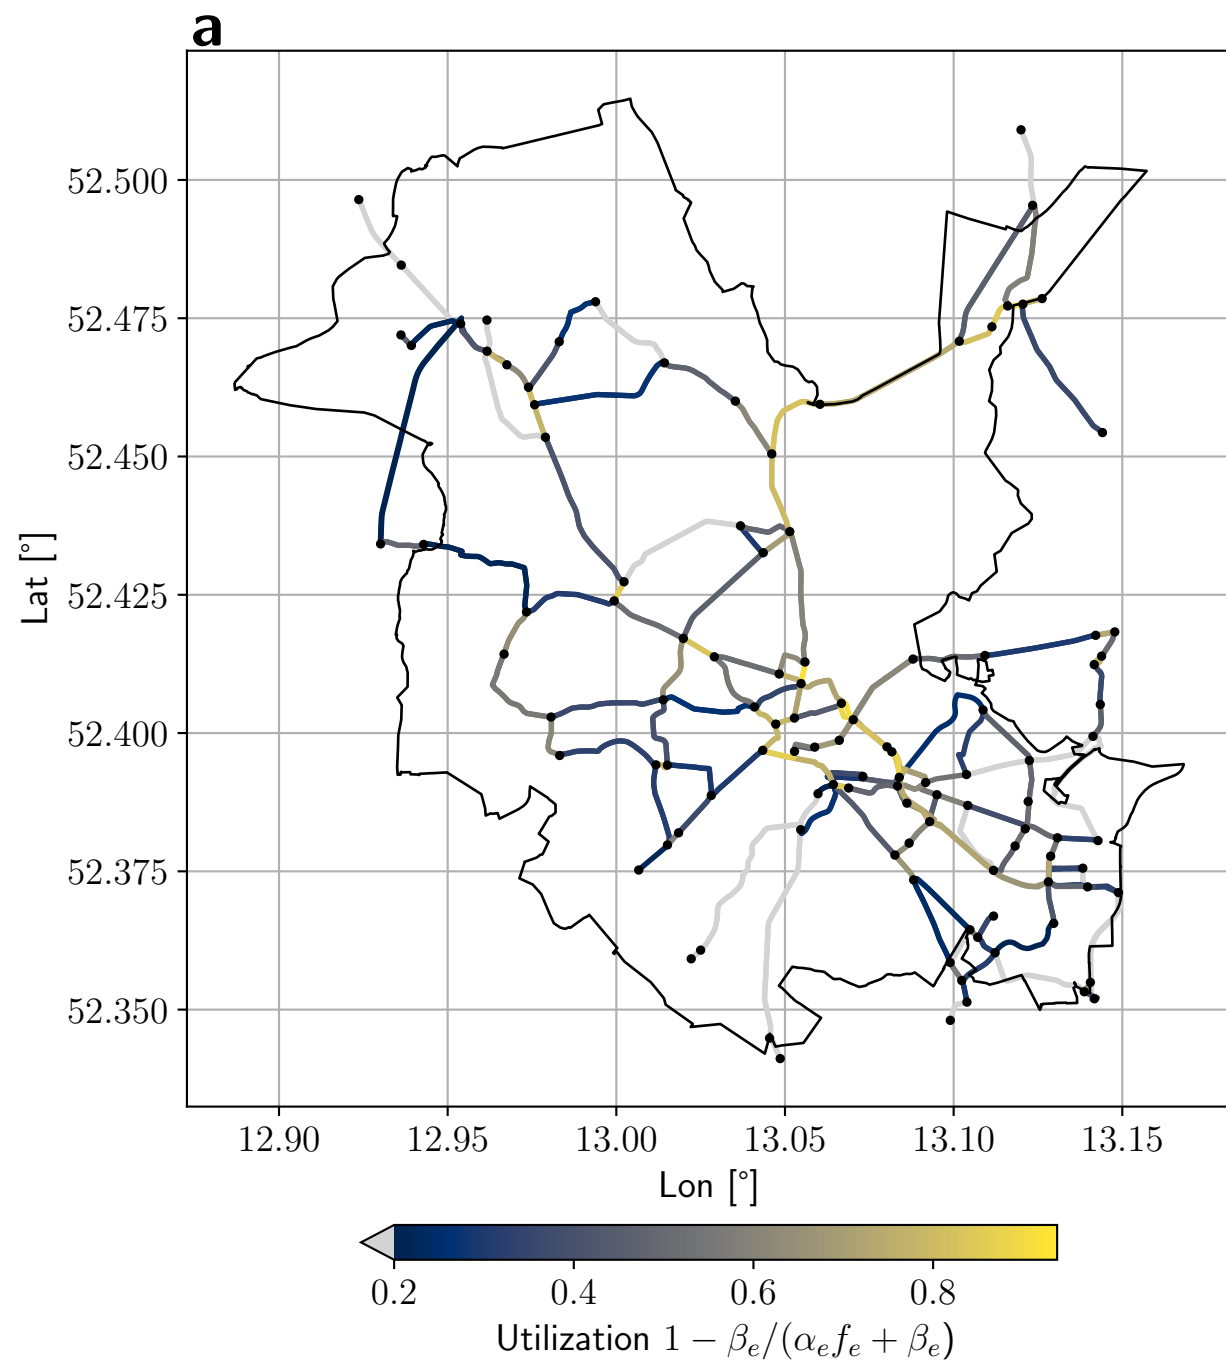 a
52.500
52.475
52.450
52.425
52.400
52.375
52.350
Lat [°]
12.90 12.95 13.00 13.05 13.10 13.15
Lon [°]
0.2 0.4 0.6 0.8
Utilization 1 − βₑ/(αₑfₑ + βₑ)